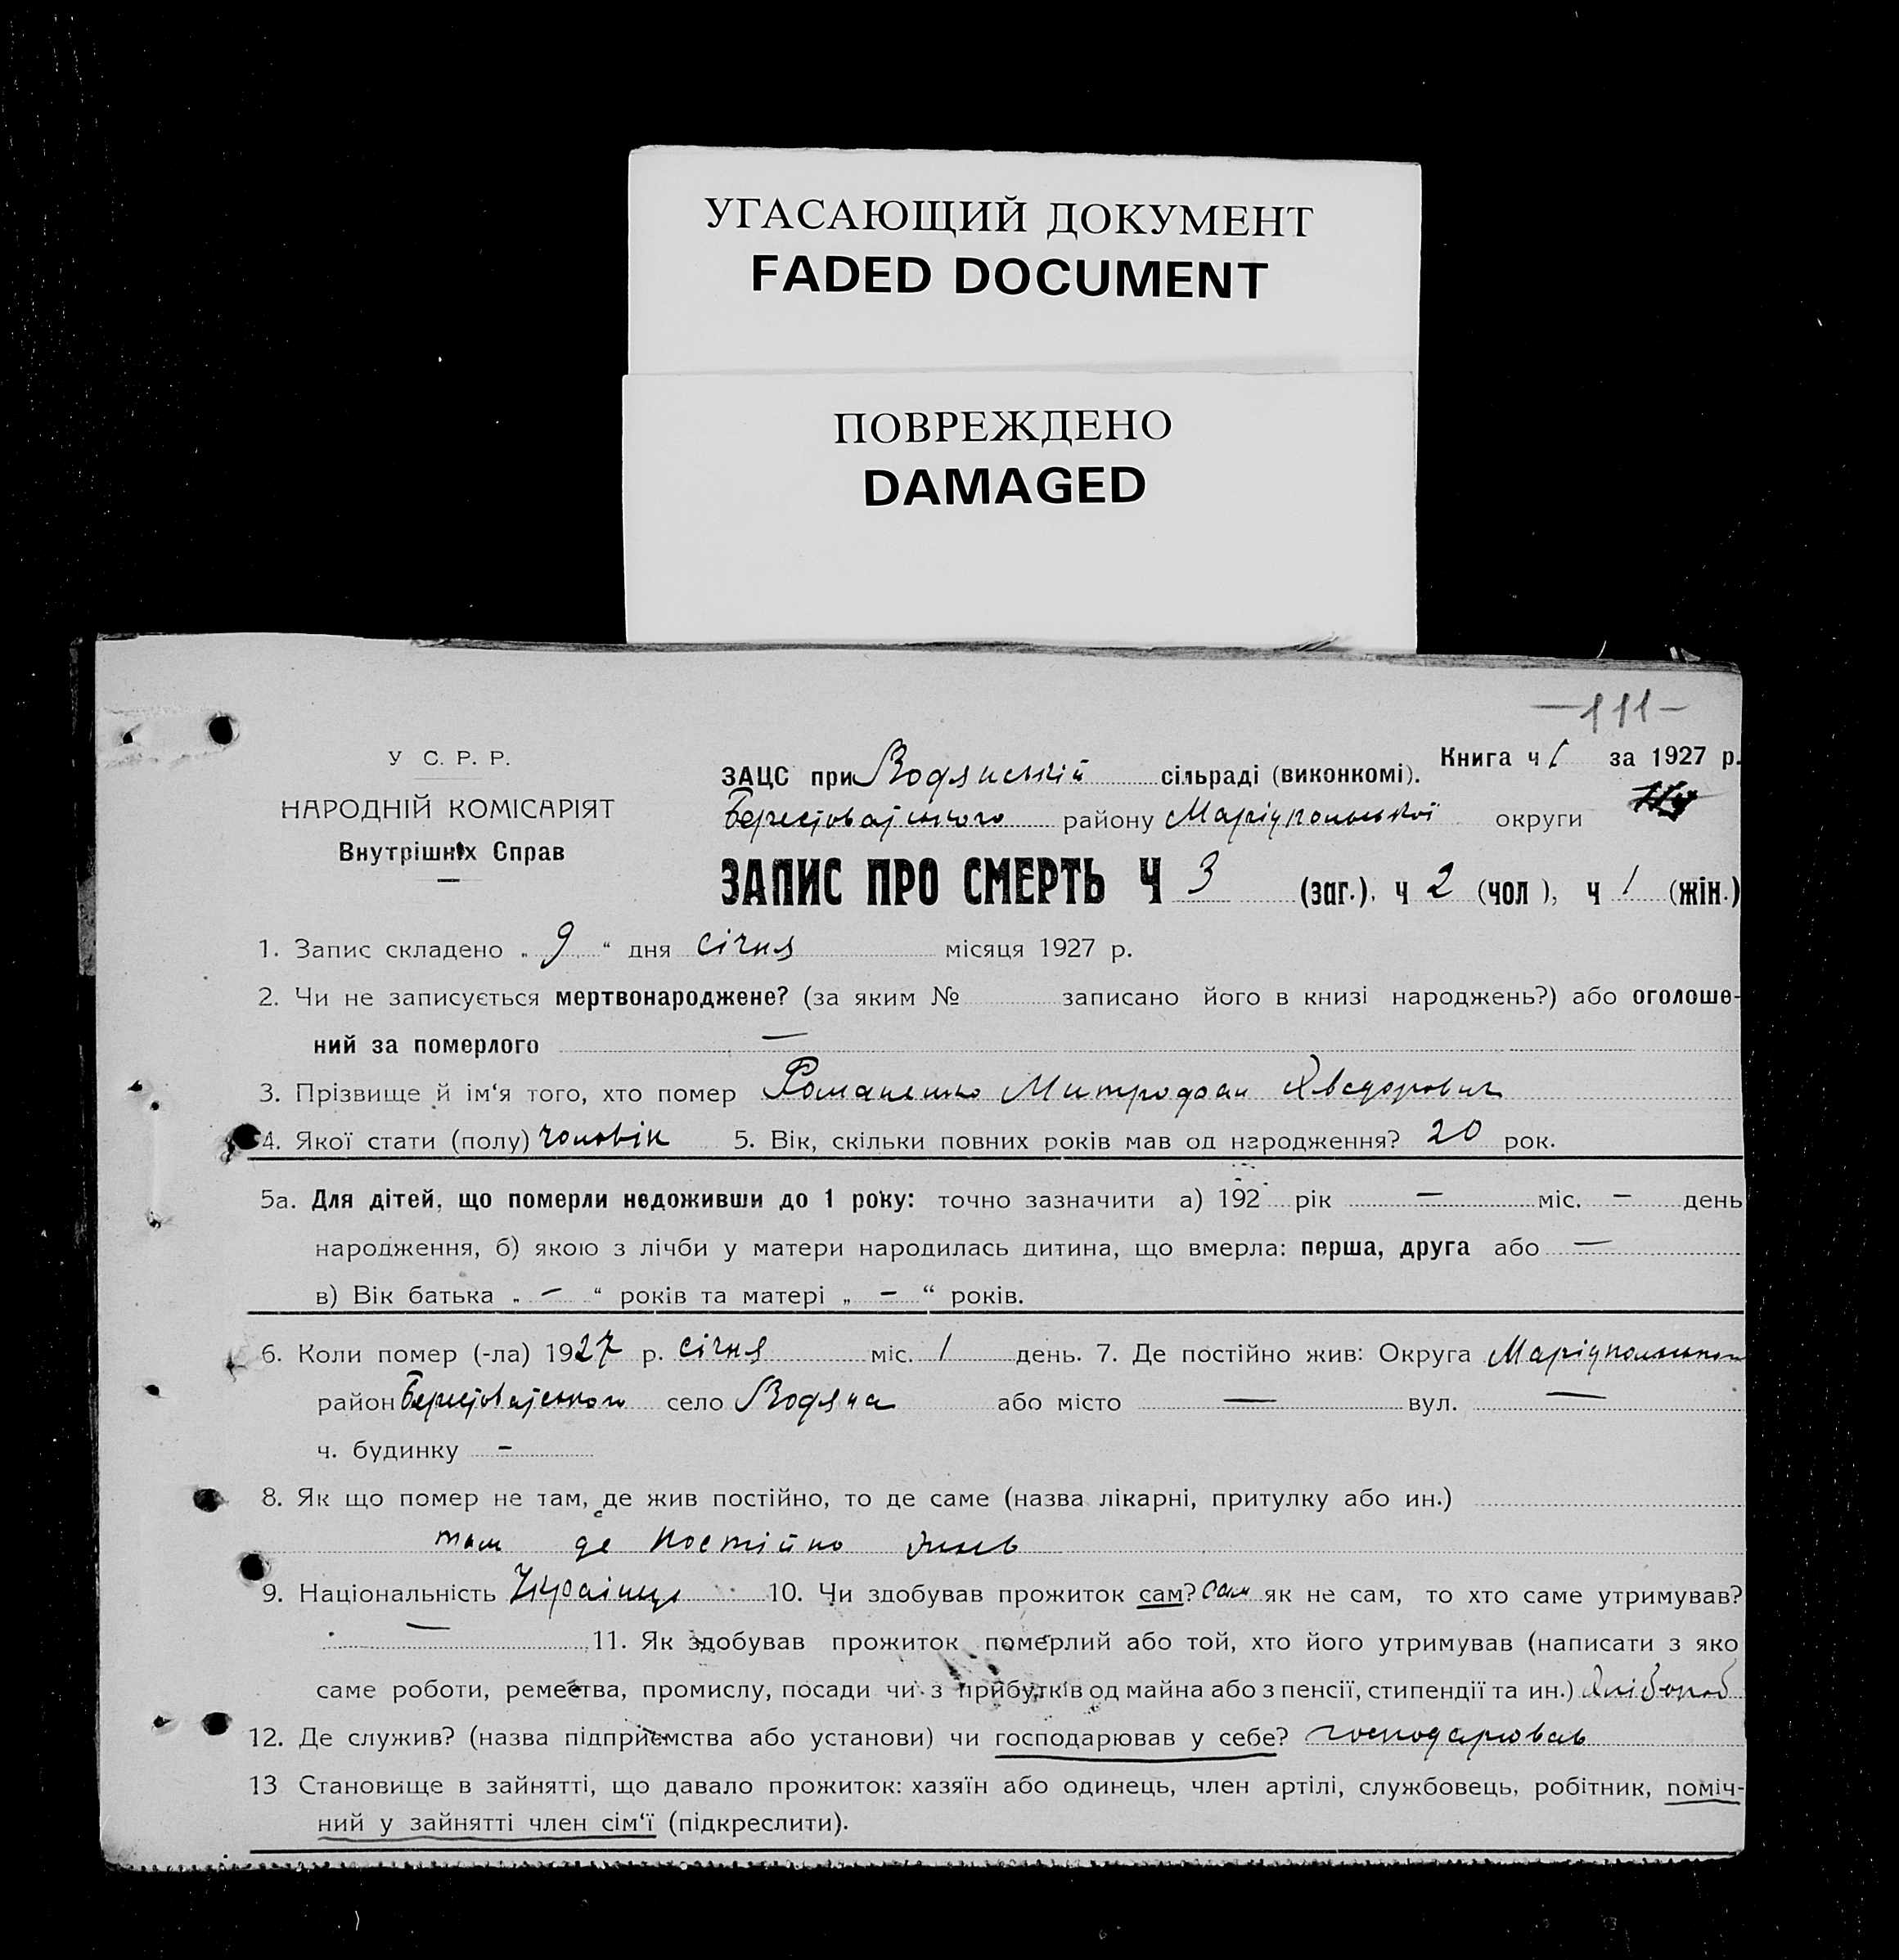 УГАСАЮЩИЙ ДОКУМЕНТ
FADED DOCUMENT
ПОВРЕЖДЕНО
DAMAGED
—111—
У С. Р. Р.
НАРОДНІЙ КОМІСАРІЯТ
Внутрішніх Справ
Книга ч 1 за 1927 р.
ЗАЦС при Водянській сільраді (виконкомі).
району Маріупольської округи
ЗАПИС ПРО СМЕРТЬ Ч 3 (заг.). ч 2 (чол ), ч 1 (жін.)
1. Запис складено „ 9 “ дня січня місяця 1927 р.
2. Чи не записується мертвонароджене? (за яким № записано його в книзі народжень?) або оголоше-
ний за померлого —
3. Прізвище й ім‘я того, хто помер Романенко Митрофан
4. Якої стати (полу) чоловік 5. Вік, скільки повних років мав од народження? 20 рок.
5а. Для дітей, що померли недоживши до 1 року: точно зазначити а) 192 рік — міс. — день
народження, б) якою з лічби у матери народилась дитина, що вмерла: перша, друга або —
в) Вік батька „ — “ років та матері „ — “ років.
6. Коли помер (-ла) 1927 р. січня міс. 1 день. 7. Де постійно жив: Округа
район село Водяна або місто — вул. —
ч. будинку -
8. Як що помер не там, де жив постійно, то де саме (назва лікарні, притулку або ин.)
там де постійно жив
9. Національність 10. Чи здобував прожиток сам? сам як не сам, то хто саме утримував?
— 11. Як здобував прожиток померлий або той, хто його утримував (написати з яко
саме роботи, ремества, промислу, посади чи з прибутків од майна або з пенсії, стипендії та ин.) хлібороб
12. Де служив? (назва підприємства або установи) чи господарював у себе? господарював
13 Становище в зайнятті, що давало прожиток: хазяїн або одинець, член артілі, службовець, робітник, поміч-
ний у зайнятті член сім‘ї (підкреслити).